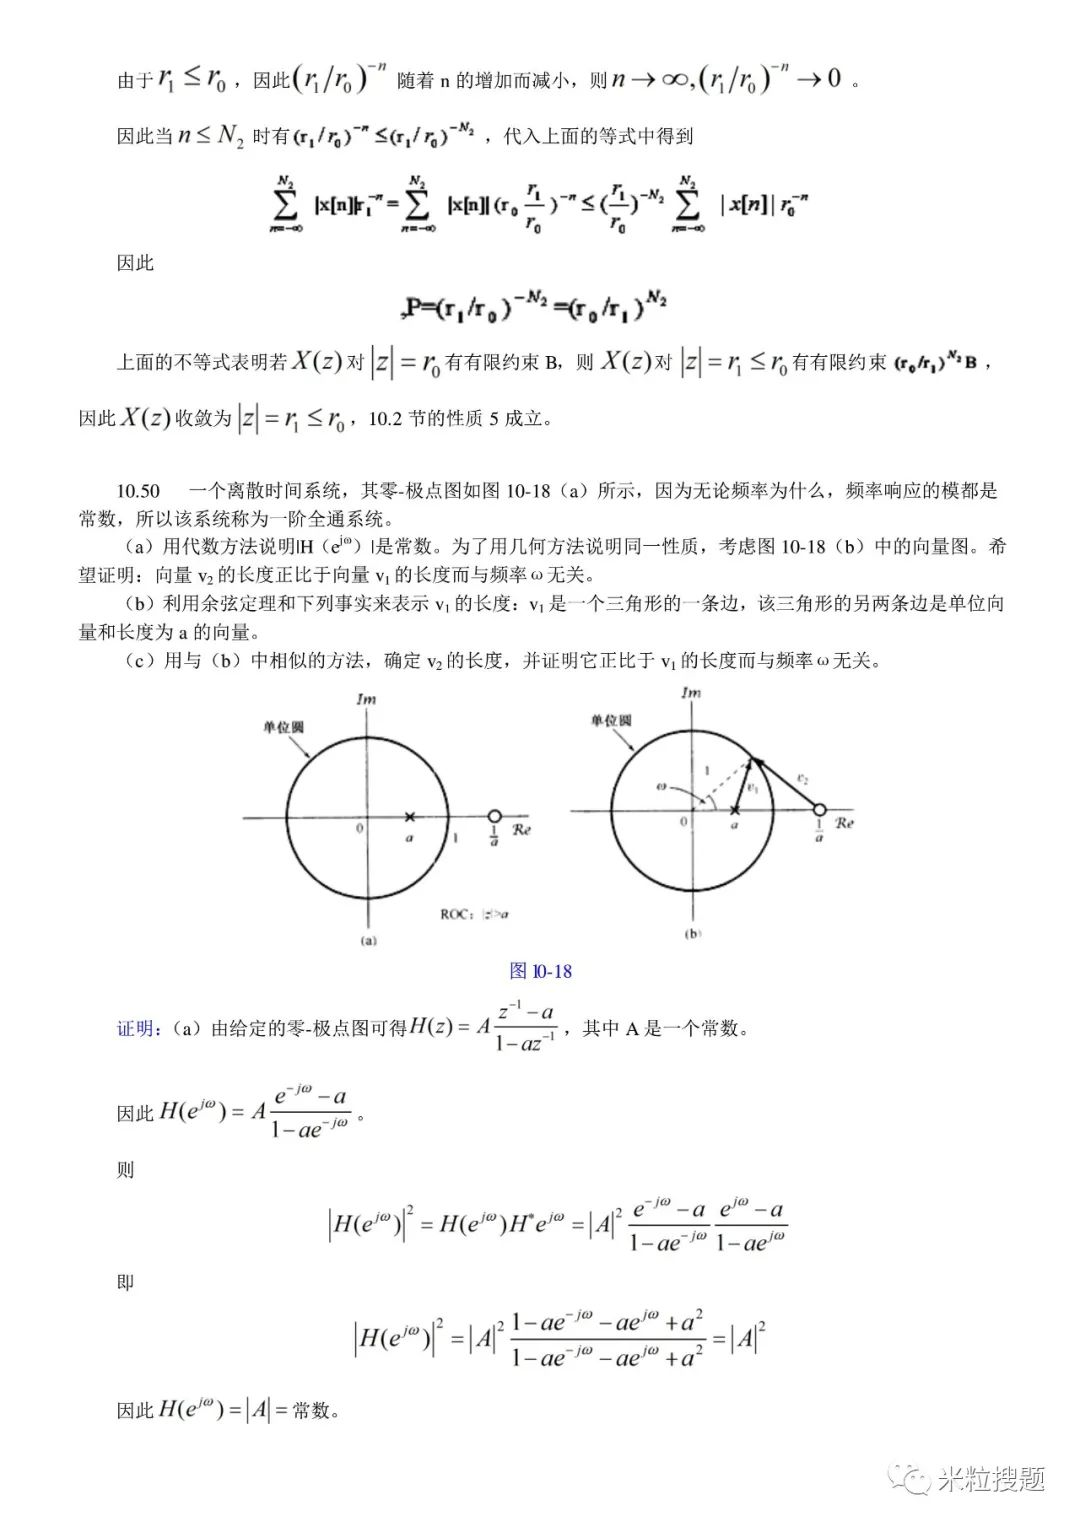 由于 r₁ ≤ r₀ ，因此 (r₁/r₀)⁻ⁿ 随着 n 的增加而减小，则 n → ∞,(r₁/r₀)⁻ⁿ → 0 。
因此当 n ≤ N₂ 时有 (r₁/r₀)⁻ⁿ ≤(r₁/r₀)^{-N₂} ，代入上面的等式中得到
∑_{n=-∞}^{N₂} |x[n]|r₁⁻ⁿ = ∑_{n=-∞}^{N₂} |x[n]| (r₀ r₁/r₀)⁻ⁿ ≤ (r₁/r₀)^{-N₂} ∑_{n=-∞}^{N₂} |x[n]| r₀⁻ⁿ
因此
,P=(r₁/r₀)^{-N₂} =(r₀/r₁)^{N₂}
上面的不等式表明若 X(z) 对 |z| = r₀ 有有限约束 B，则 X(z) 对 |z| = r₁ ≤ r₀ 有有限约束 (r₀/r₁)^{N₂} B ，
因此 X(z) 收敛为 |z| = r₁ ≤ r₀ ，10.2 节的性质 5 成立。
10.50 一个离散时间系统，其零-极点图如图 10-18（a）所示，因为无论频率为什么，频率响应的模都是
常数，所以该系统称为一阶全通系统。
（a）用代数方法说明|H（e^{jω}）|是常数。为了用几何方法说明同一性质，考虑图 10-18（b）中的向量图。希
望证明：向量 v₂ 的长度正比于向量 v₁ 的长度而与频率 ω 无关。
（b）利用余弦定理和下列事实来表示 v₁ 的长度：v₁ 是一个三角形的一条边，该三角形的另两条边是单位向
量和长度为 a 的向量。
（c）用与（b）中相似的方法，确定 v₂ 的长度，并证明它正比于 v₁ 的长度而与频率 ω 无关。
Im
单位圆
0
a
1
1/a
Re
ROC：|z|>a
(a)
Im
单位圆
1
ω
v₁
v₂
0
a
1/a
Re
(b)
图 10-18
证明:（a）由给定的零-极点图可得 H(z) = A (z⁻¹ − a)/(1 − az⁻¹) ，其中 A 是一个常数。
因此 H(e^{jω}) = A (e^{-jω} − a)/(1 − ae^{-jω}) 。
则
|H(e^{jω})|² = H(e^{jω})H*e^{jω} = |A|² (e^{-jω} − a)/(1 − ae^{-jω}) (e^{jω} − a)/(1 − ae^{jω})
即
|H(e^{jω})|² = |A|² (1 − ae^{-jω} − ae^{jω} + a²)/(1 − ae^{-jω} − ae^{jω} + a²) = |A|²
因此 H(e^{jω}) = |A| = 常数。
米粒搜题